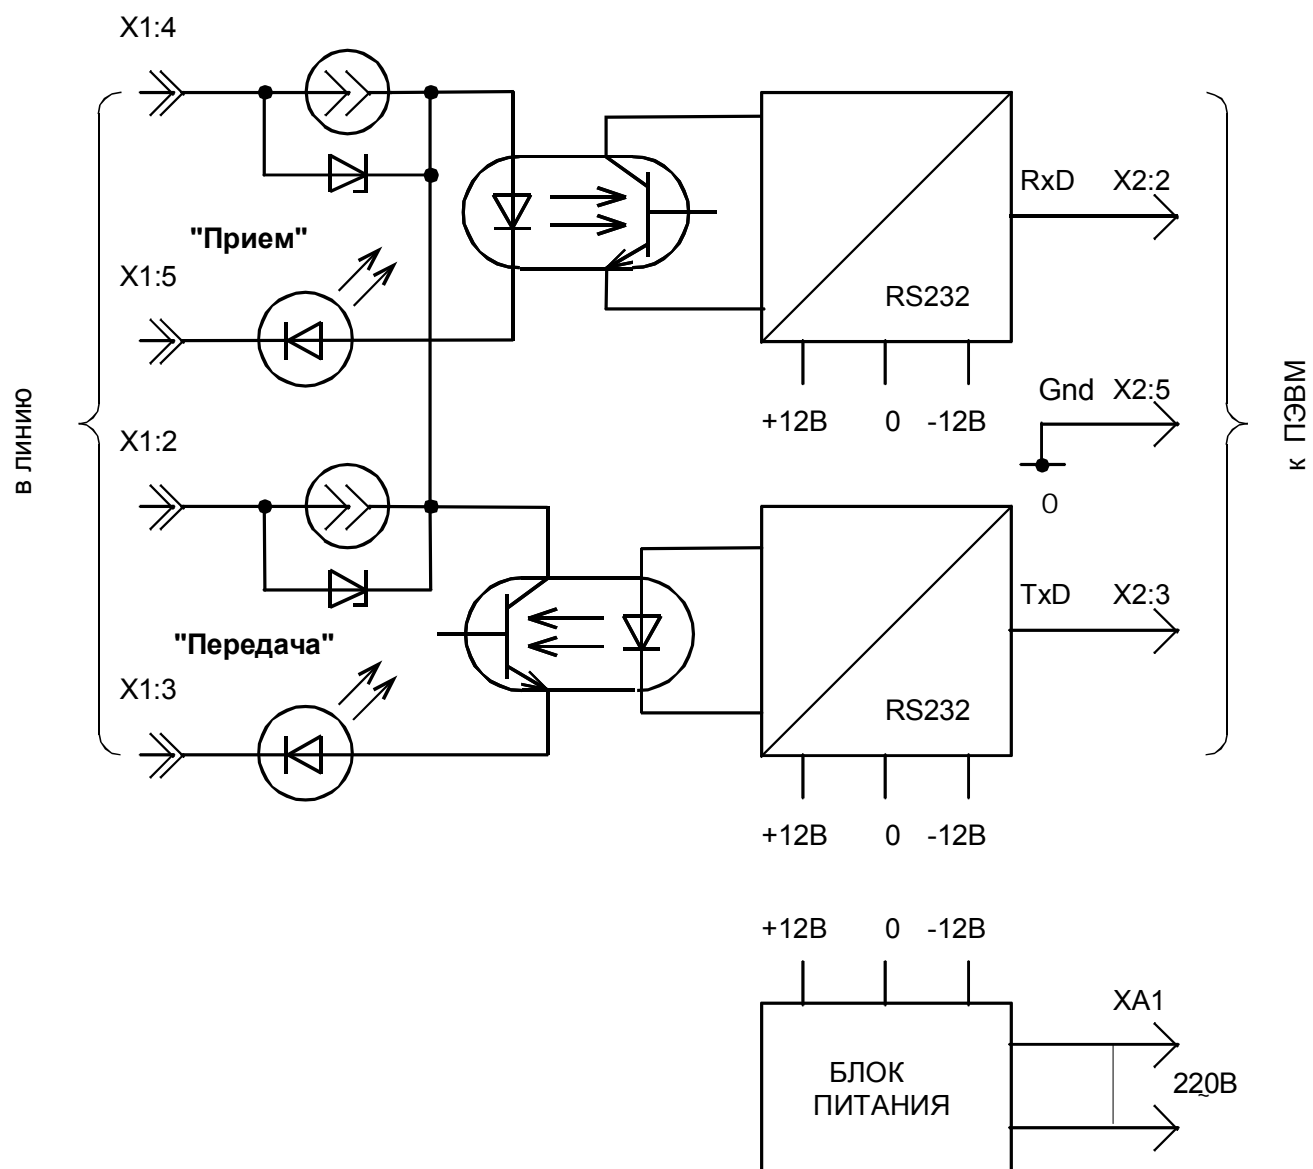 X1:4
RxD X2:2
"Прием"
X1:5
RS232
+12В 0 -12В
Gnd X2:5
0
в линию
к ПЭВМ
X1:2
TxD X2:3
"Передача"
X1:3
RS232
+12В 0 -12В
+12В 0 -12В
XA1
БЛОК
ПИТАНИЯ
~220В